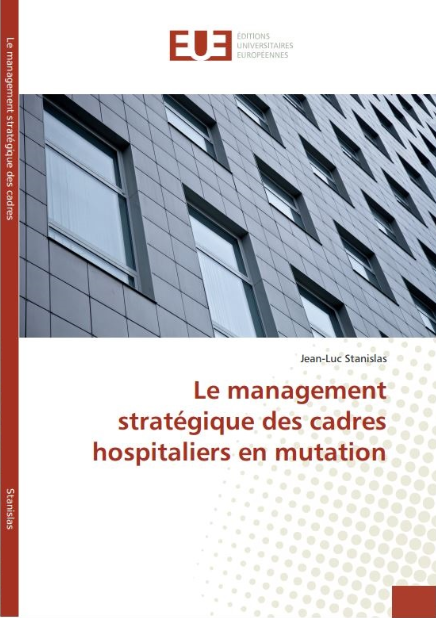 EUE
ÉDITIONS
UNIVERSITAIRES
EUROPÉENNES
Le management stratégique des cadres
Jean-Luc Stanislas
Le management
stratégique des cadres
hospitaliers en mutation
Stanislas